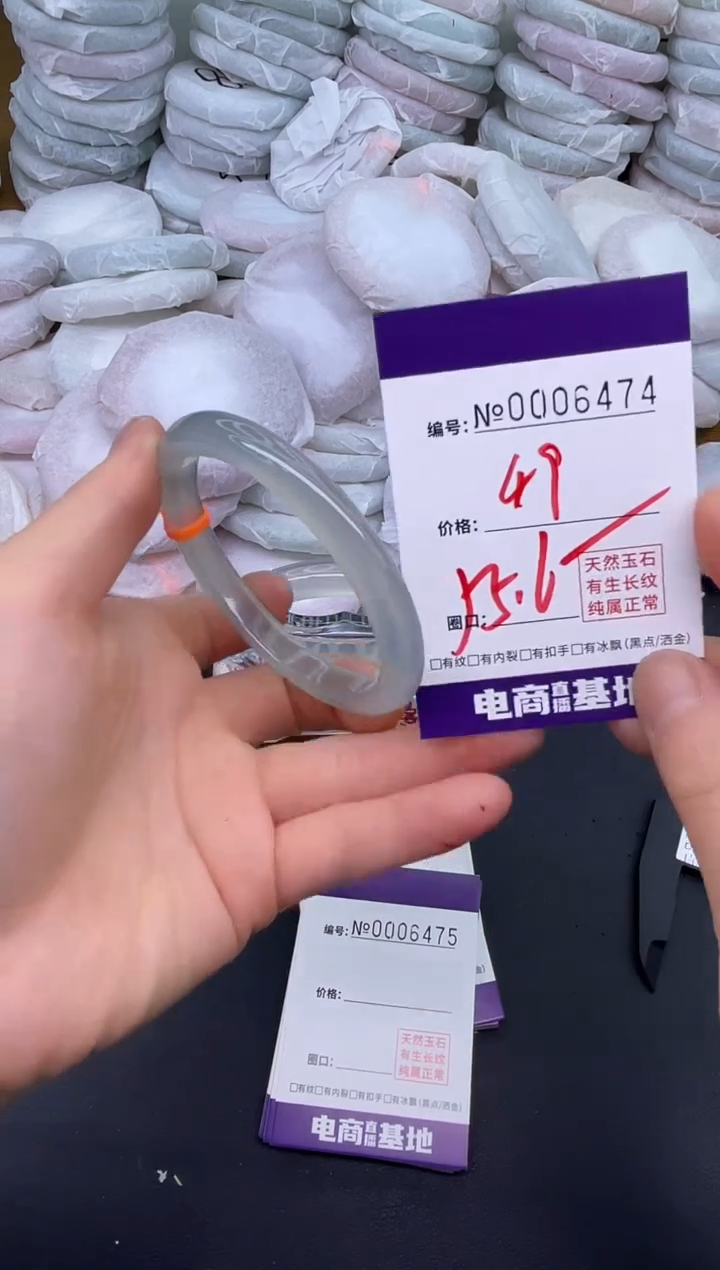 编号:№0006474
价格: 49
圈口: 55.6
天然玉石
有生长纹
纯属正常
□有纹□有内裂□有扣手□有冰飘(黑点/洒金)
电商直播基地
编号:№0006475
价格:
圈口:
天然玉石
有生长纹
纯属正常
□有纹□有内裂□有扣手□有冰飘(黑点/洒金)
电商直播基地